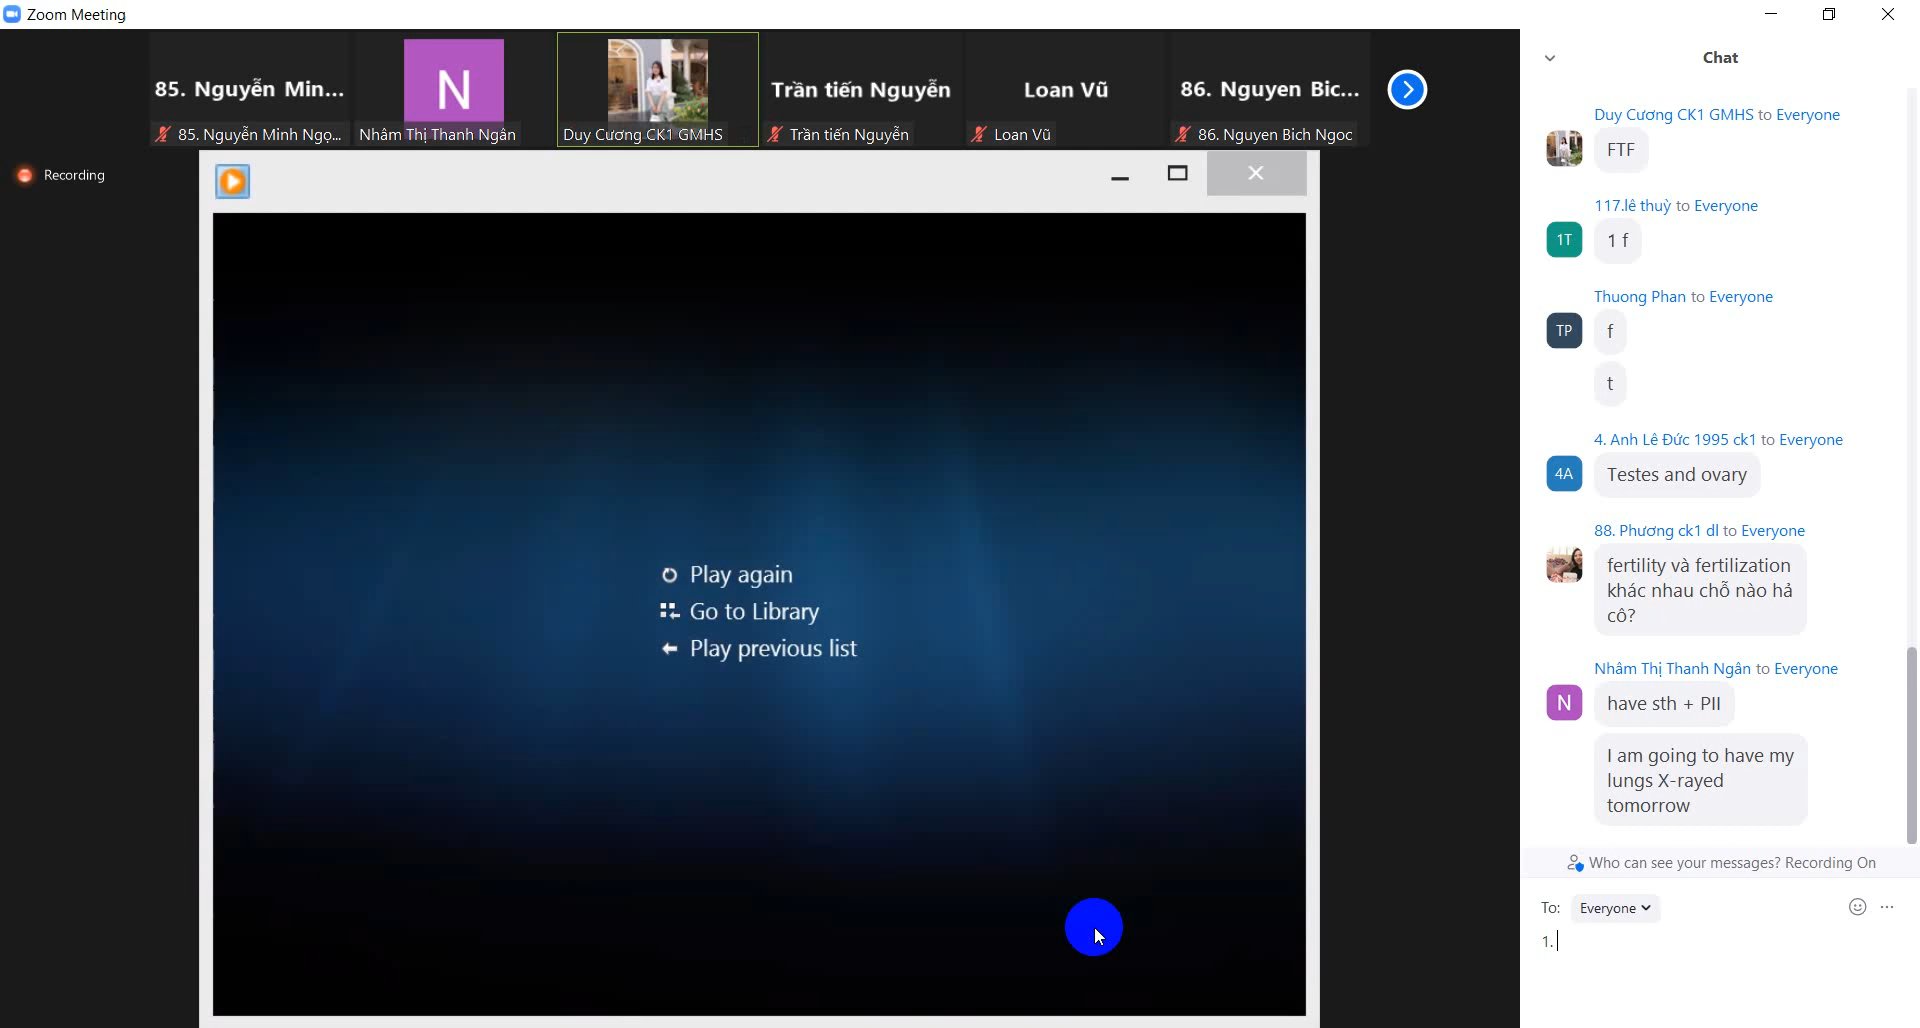 Zoom Meeting
85. Nguyễn Min...
N
Trần tiến Nguyễn
Loan Vũ
86. Nguyen Bic...
85. Nguyễn Minh Ngọ...
Nhâm Thị Thanh Ngân
Duy Cương CK1 GMHS
Trần tiến Nguyễn
Loan Vũ
86. Nguyen Bich Ngoc
Recording
Play again
Go to Library
Play previous list
Chat
Duy Cương CK1 GMHS to Everyone
FTF
117.lê thuỳ to Everyone
1T
1 f
Thuong Phan to Everyone
TP
f
t
4. Anh Lê Đức 1995 ck1 to Everyone
4A
Testes and ovary
88. Phương ck1 dl to Everyone
fertility và fertilization
khác nhau chỗ nào hả
cô?
Nhâm Thị Thanh Ngân to Everyone
N
have sth + PII
I am going to have my
lungs X-rayed
tomorrow
Who can see your messages? Recording On
To: Everyone
1.